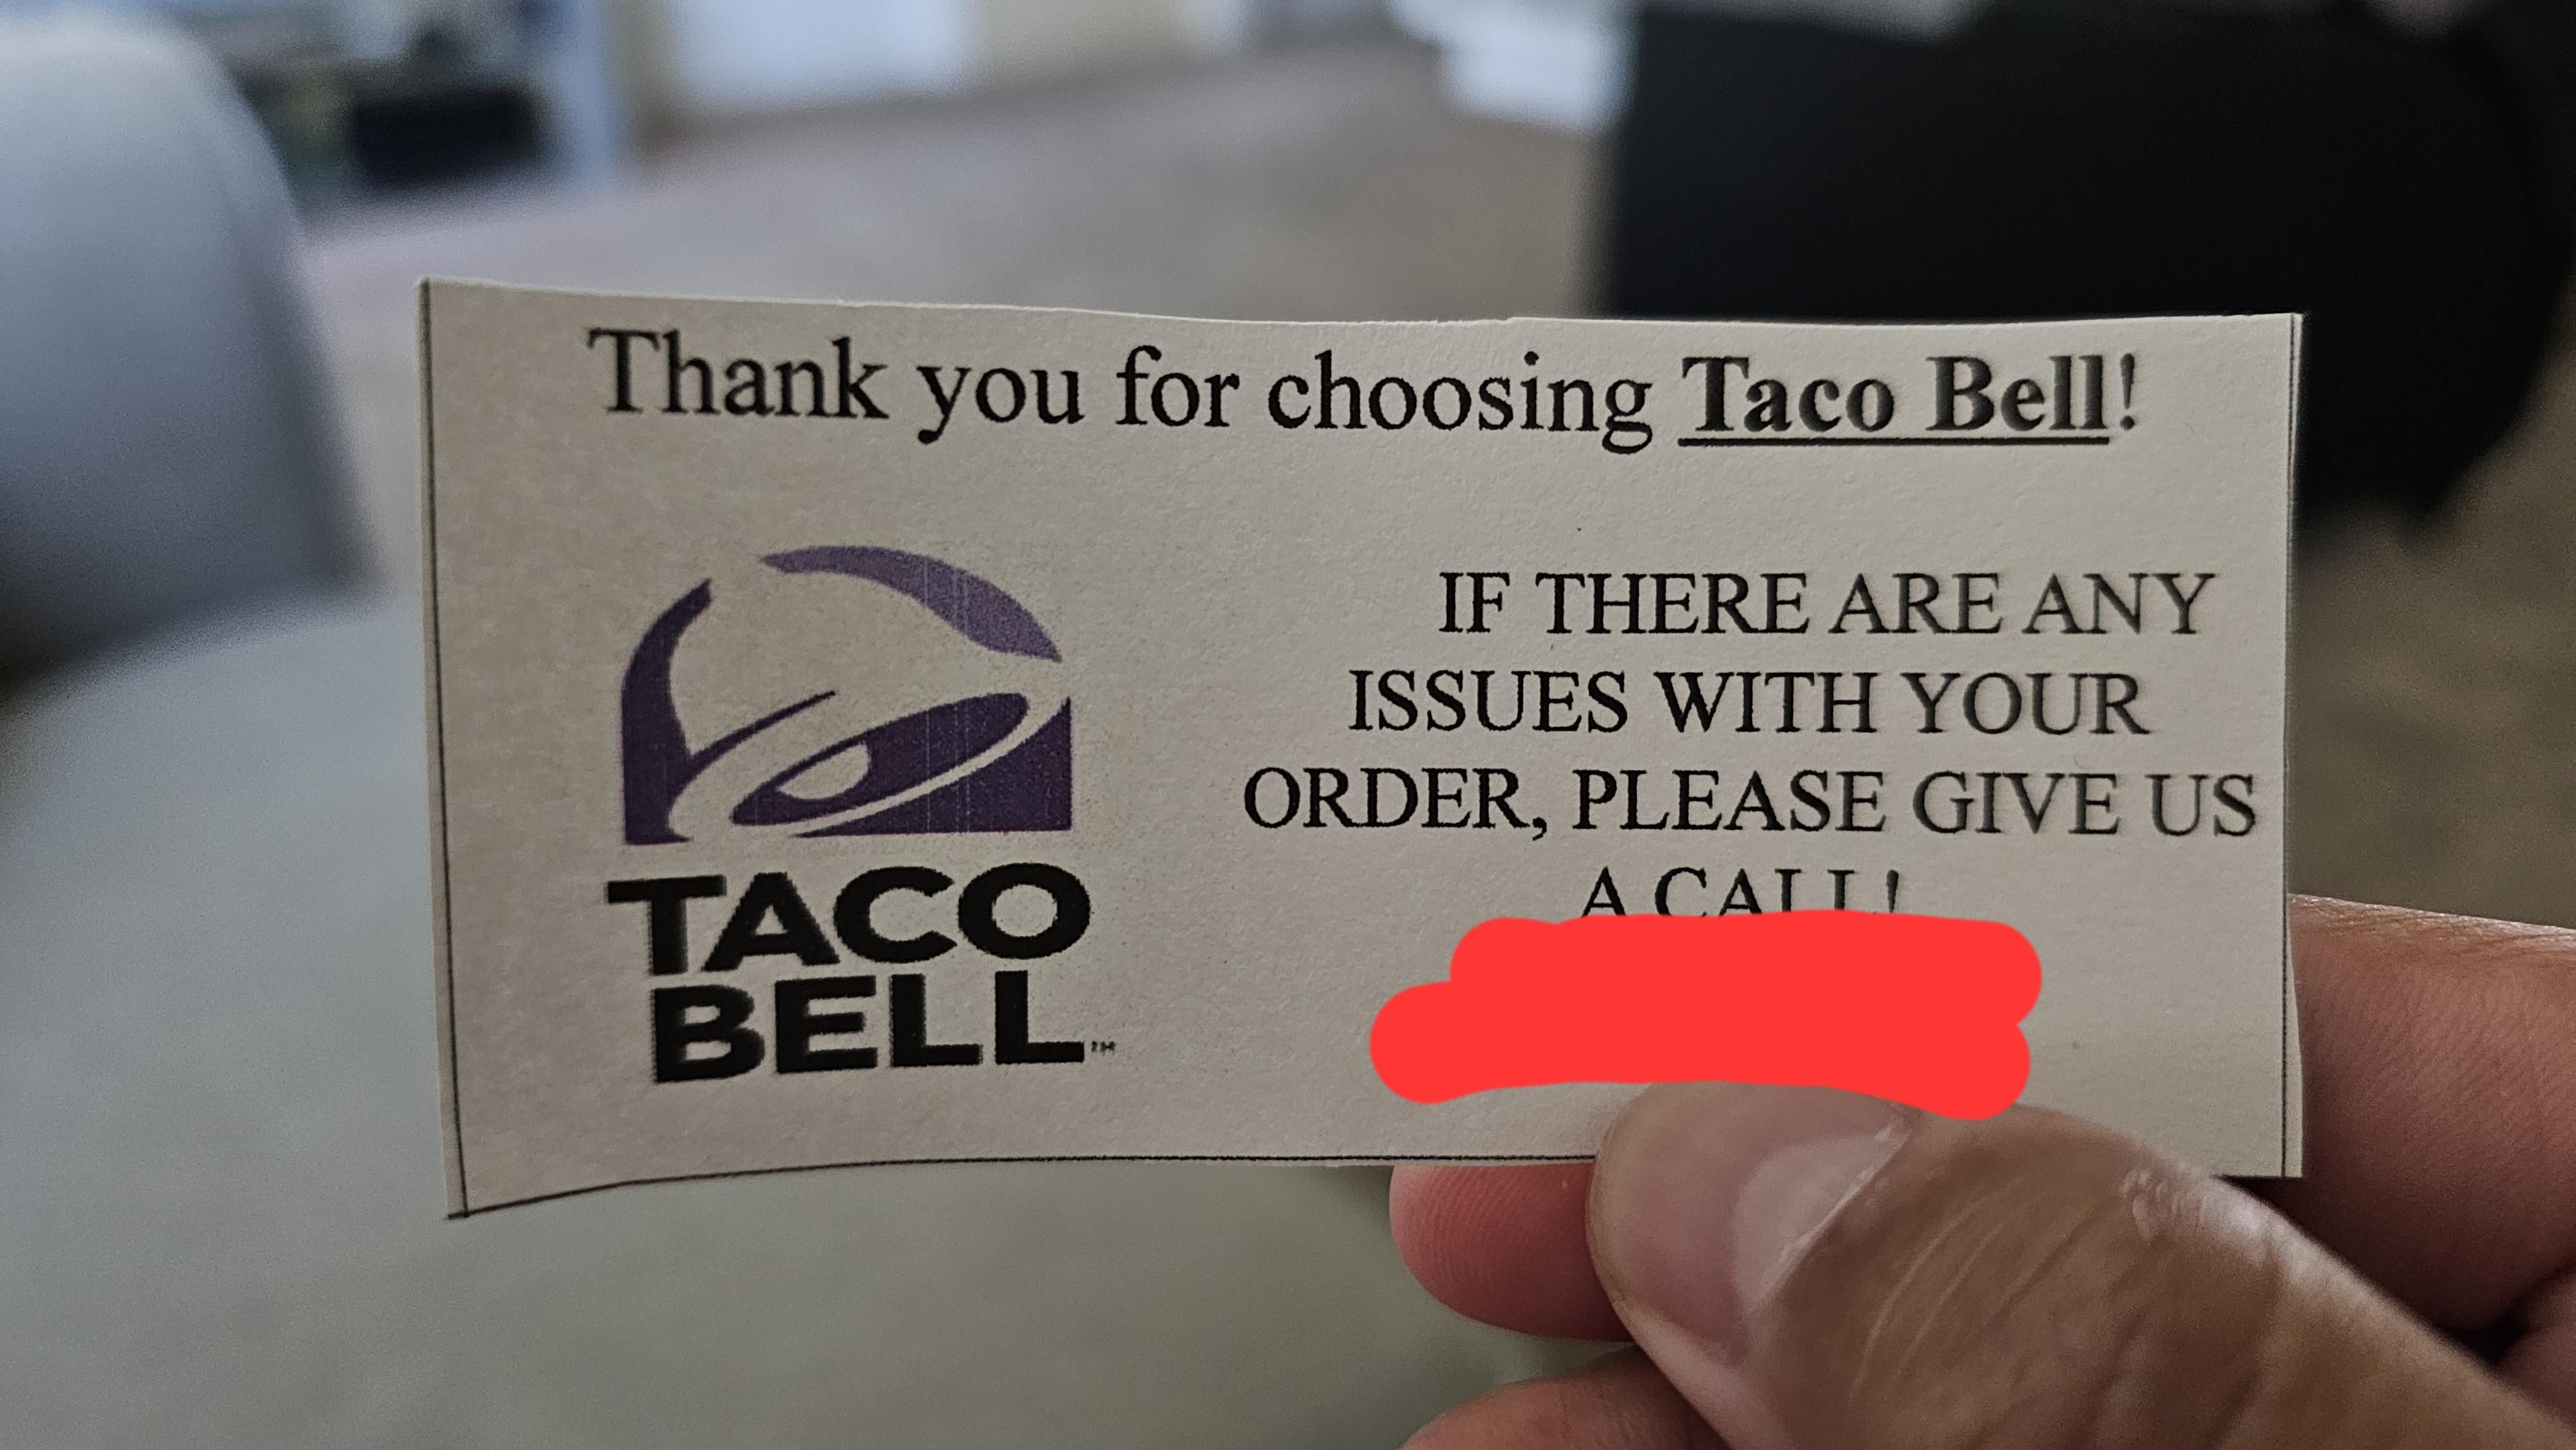 Thank you for choosing Taco Bell!
IF THERE ARE ANY
ISSUES WITH YOUR
ORDER, PLEASE GIVE US
A CALL!
TACO
BELL™